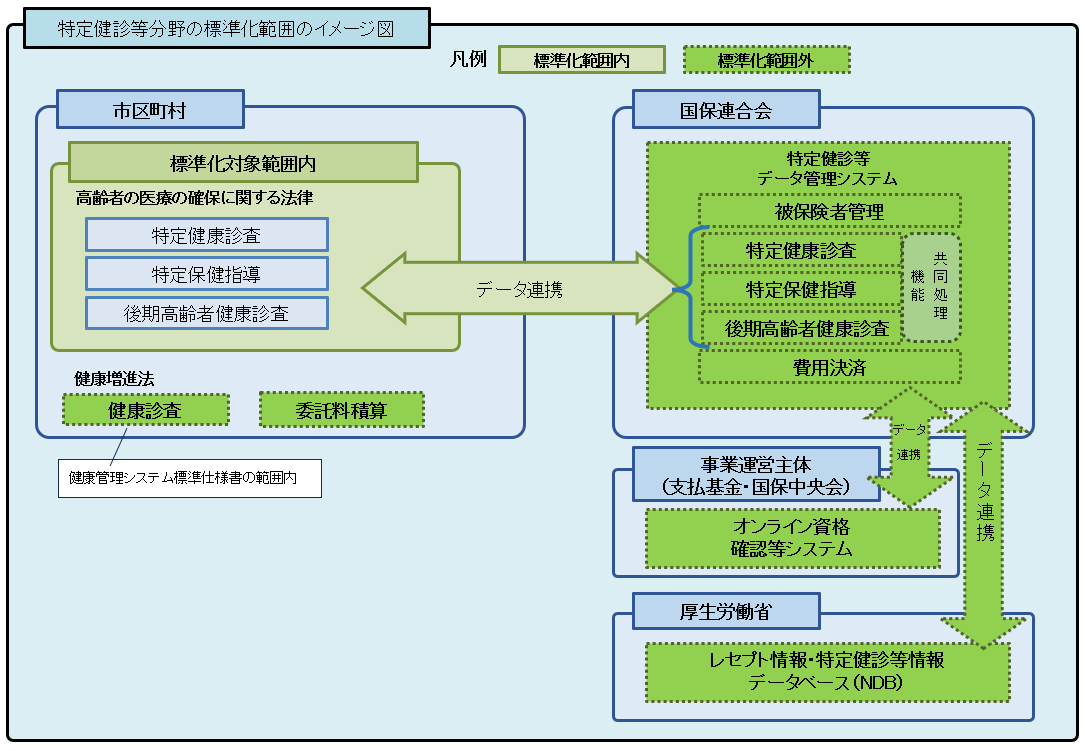 特定健診等分野の標準化範囲のイメージ図
凡例
標準化範囲内
標準化範囲外
市区町村
標準化対象範囲内
高齢者の医療の確保に関する法律
特定健康診査
特定保健指導
後期高齢者健康診査
健康増進法
健康診査
委託料積算
健康管理システム標準仕様書の範囲内
データ連携
国保連合会
特定健診等
データ管理システム
被保険者管理
特定健康診査
特定保健指導
後期高齢者健康診査
共同処理
機能
費用決済
データ
連携
データ連携
事業運営主体
（支払基金・国保中央会）
オンライン資格
確認等システム
厚生労働省
レセプト情報・特定健診等情報
データベース（NDB）